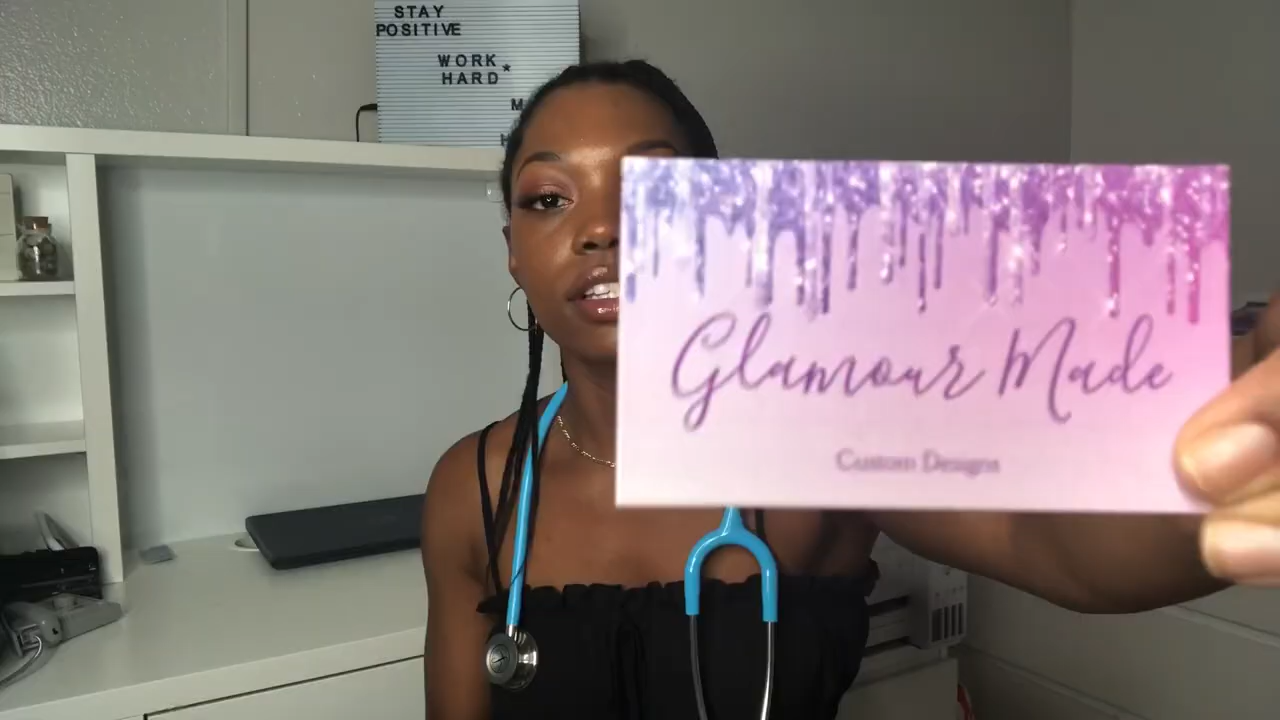 STAY
POSITIVE
WORK*
HARD
Glamour Made
Custom Designs